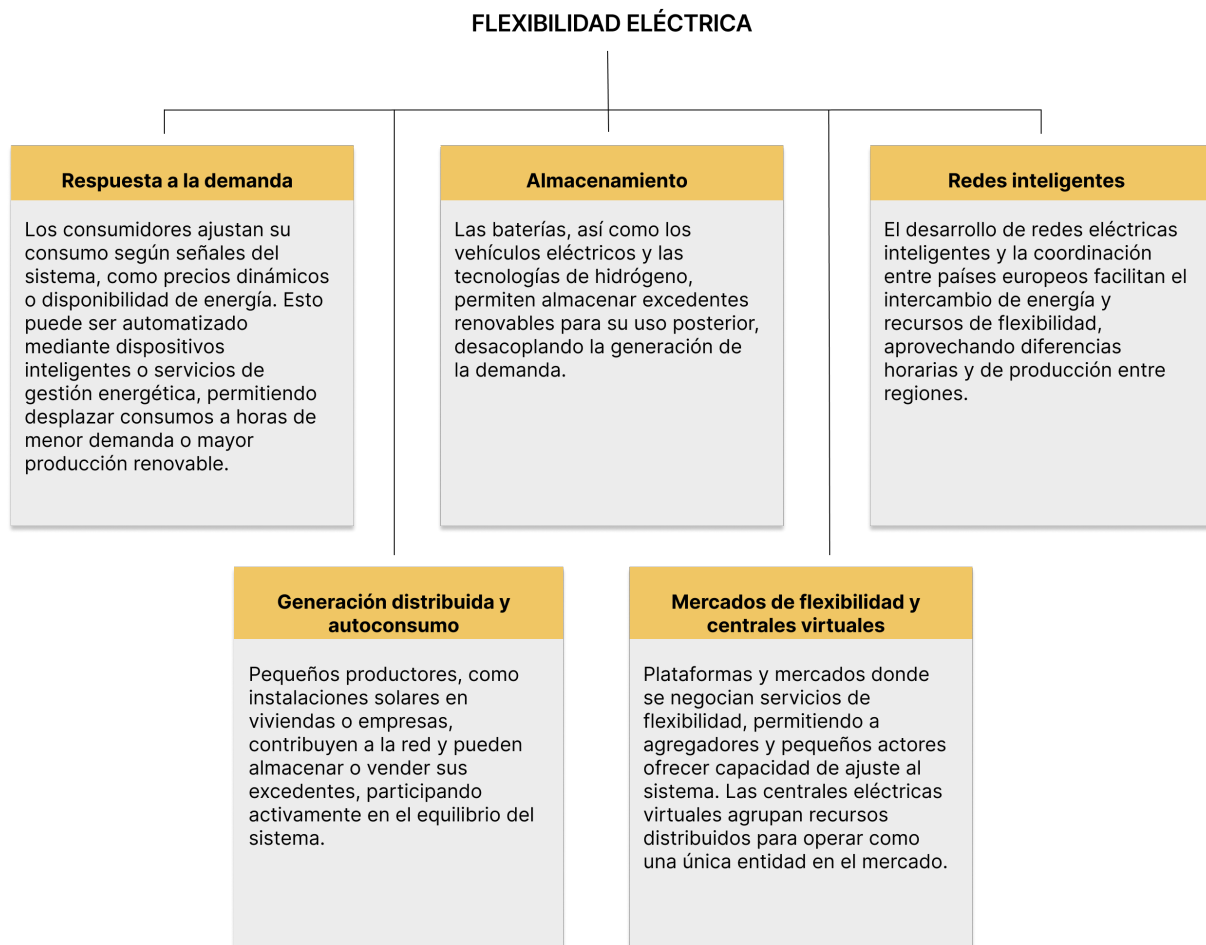 FLEXIBILIDAD ELÉCTRICA
Respuesta a la demanda
Los consumidores ajustan su
consumo según señales del
sistema, como precios dinámicos
o disponibilidad de energía. Esto
puede ser automatizado
mediante dispositivos
inteligentes o servicios de
gestión energética, permitiendo
desplazar consumos a horas de
menor demanda o mayor
producción renovable.
Almacenamiento
Las baterías, así como los
vehículos eléctricos y las
tecnologías de hidrógeno,
permiten almacenar excedentes
renovables para su uso posterior,
desacoplando la generación de
la demanda.
Redes inteligentes
El desarrollo de redes eléctricas
inteligentes y la coordinación
entre países europeos facilitan el
intercambio de energía y
recursos de flexibilidad,
aprovechando diferencias
horarias y de producción entre
regiones.
Generación distribuida y
autoconsumo
Pequeños productores, como
instalaciones solares en
viviendas o empresas,
contribuyen a la red y pueden
almacenar o vender sus
excedentes, participando
activamente en el equilibrio del
sistema.
Mercados de flexibilidad y
centrales virtuales
Plataformas y mercados donde
se negocian servicios de
flexibilidad, permitiendo a
agregadores y pequeños actores
ofrecer capacidad de ajuste al
sistema. Las centrales eléctricas
virtuales agrupan recursos
distribuidos para operar como
una única entidad en el mercado.